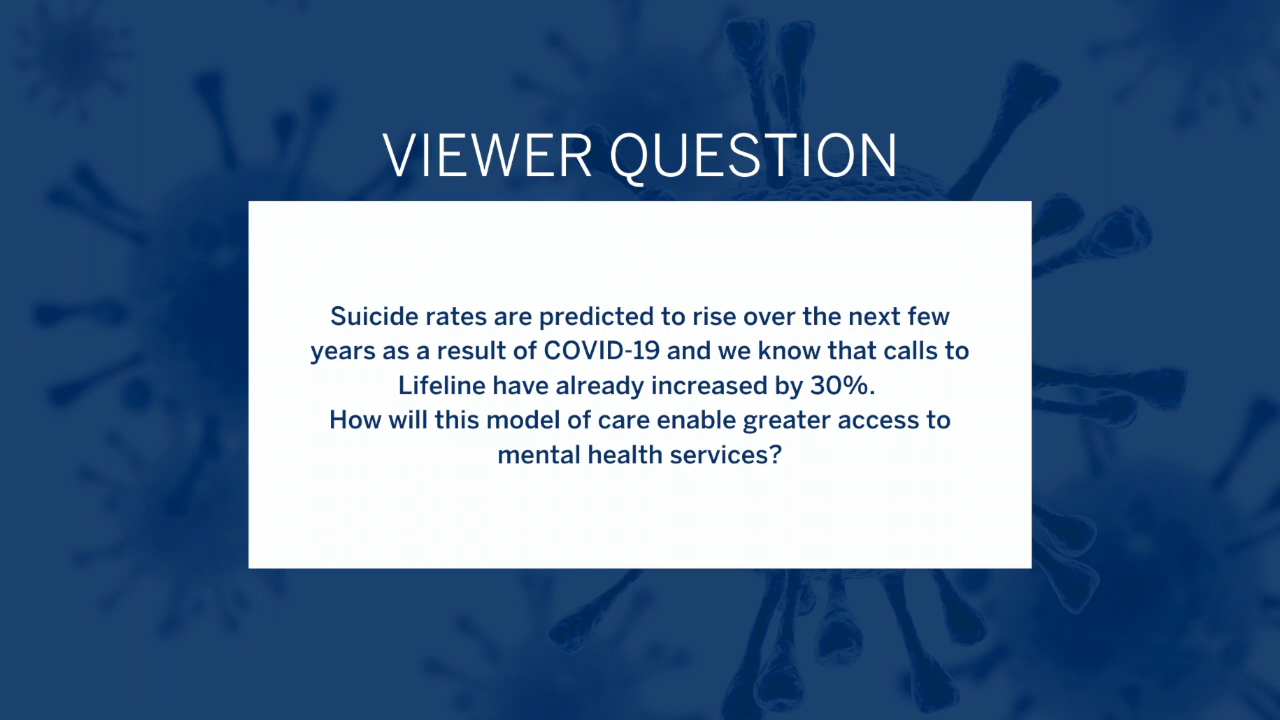 VIEWER QUESTION
Suicide rates are predicted to rise over the next few
years as a result of COVID-19 and we know that calls to
Lifeline have already increased by 30%.
How will this model of care enable greater access to
mental health services?